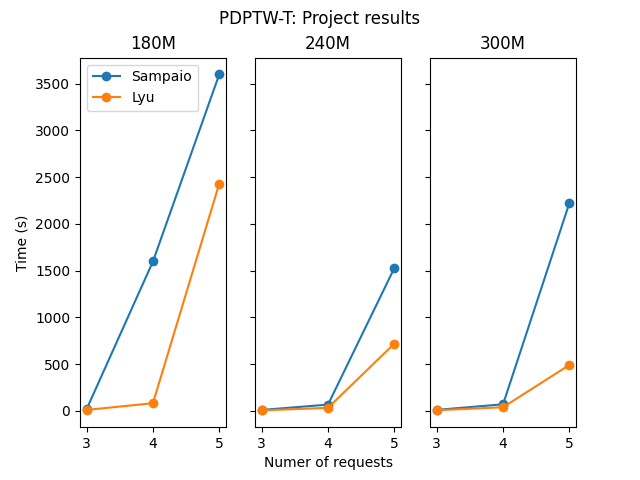 PDPTW-T: Project results
180M
240M
300M
Sampaio
Lyu
3500
3000
2500
2000
1500
1000
500
0
Time (s)
3 4 5
3 4 5
3 4 5
Numer of requests